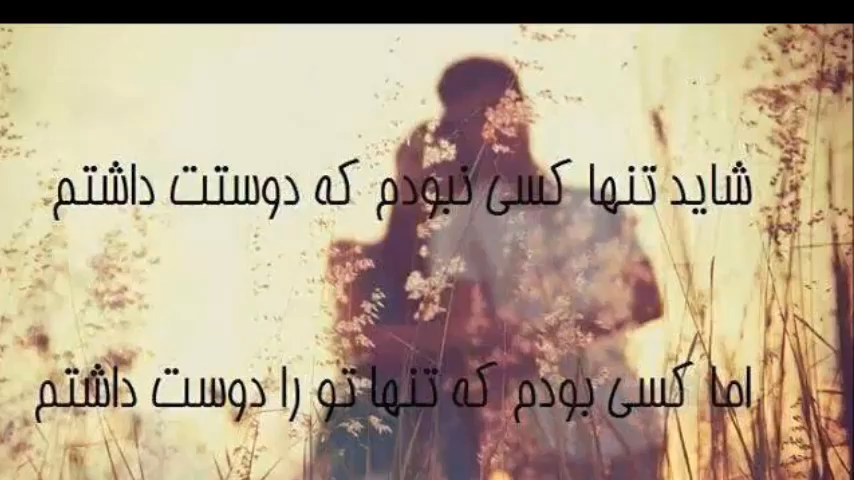 شاید تنها کسی نبودم که دوستت داشتم
اما کسی بودم که تنها تو را دوست داشتم